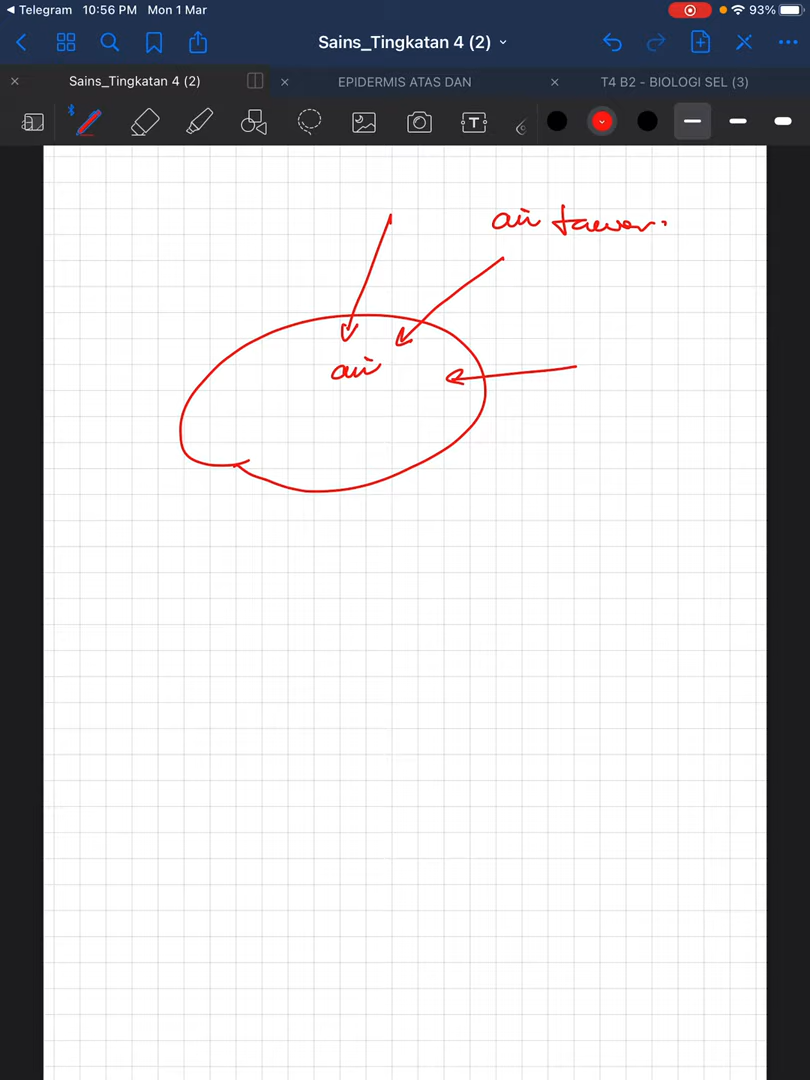 Telegram 10:56 PM Mon 1 Mar 93%
Sains_Tingkatan 4 (2)
Sains_Tingkatan 4 (2) EPIDERMIS ATAS DAN T4 B2 - BIOLOGI SEL (3)
T
air tawar.
air